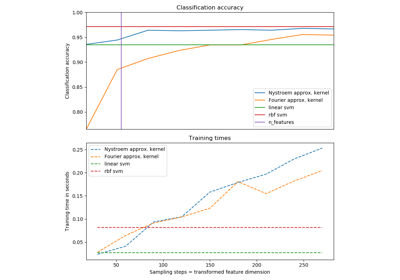 Classification accuracy
1.00
0.95
0.90
0.85
0.80
Classification accuracy
Nystroem approx. kernel
Fourier approx. kernel
linear svm
rbf svm
n_features
Training times
0.25
0.20
0.15
0.10
0.05
Training time in seconds
Nystroem approx. kernel
Fourier approx. kernel
linear svm
rbf svm
50
100
150
200
250
Sampling steps = transformed feature dimension